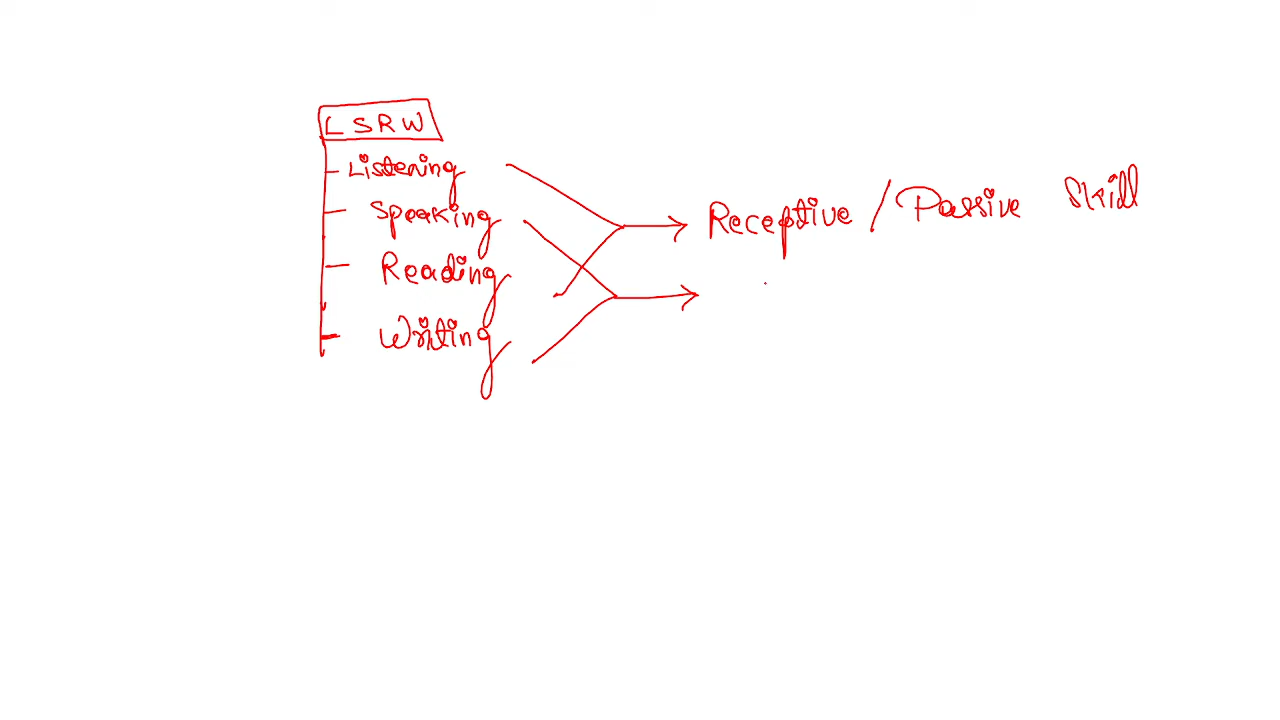 LSRW
Listening
Speaking
Reading
Writing
Receptive / Passive Skill